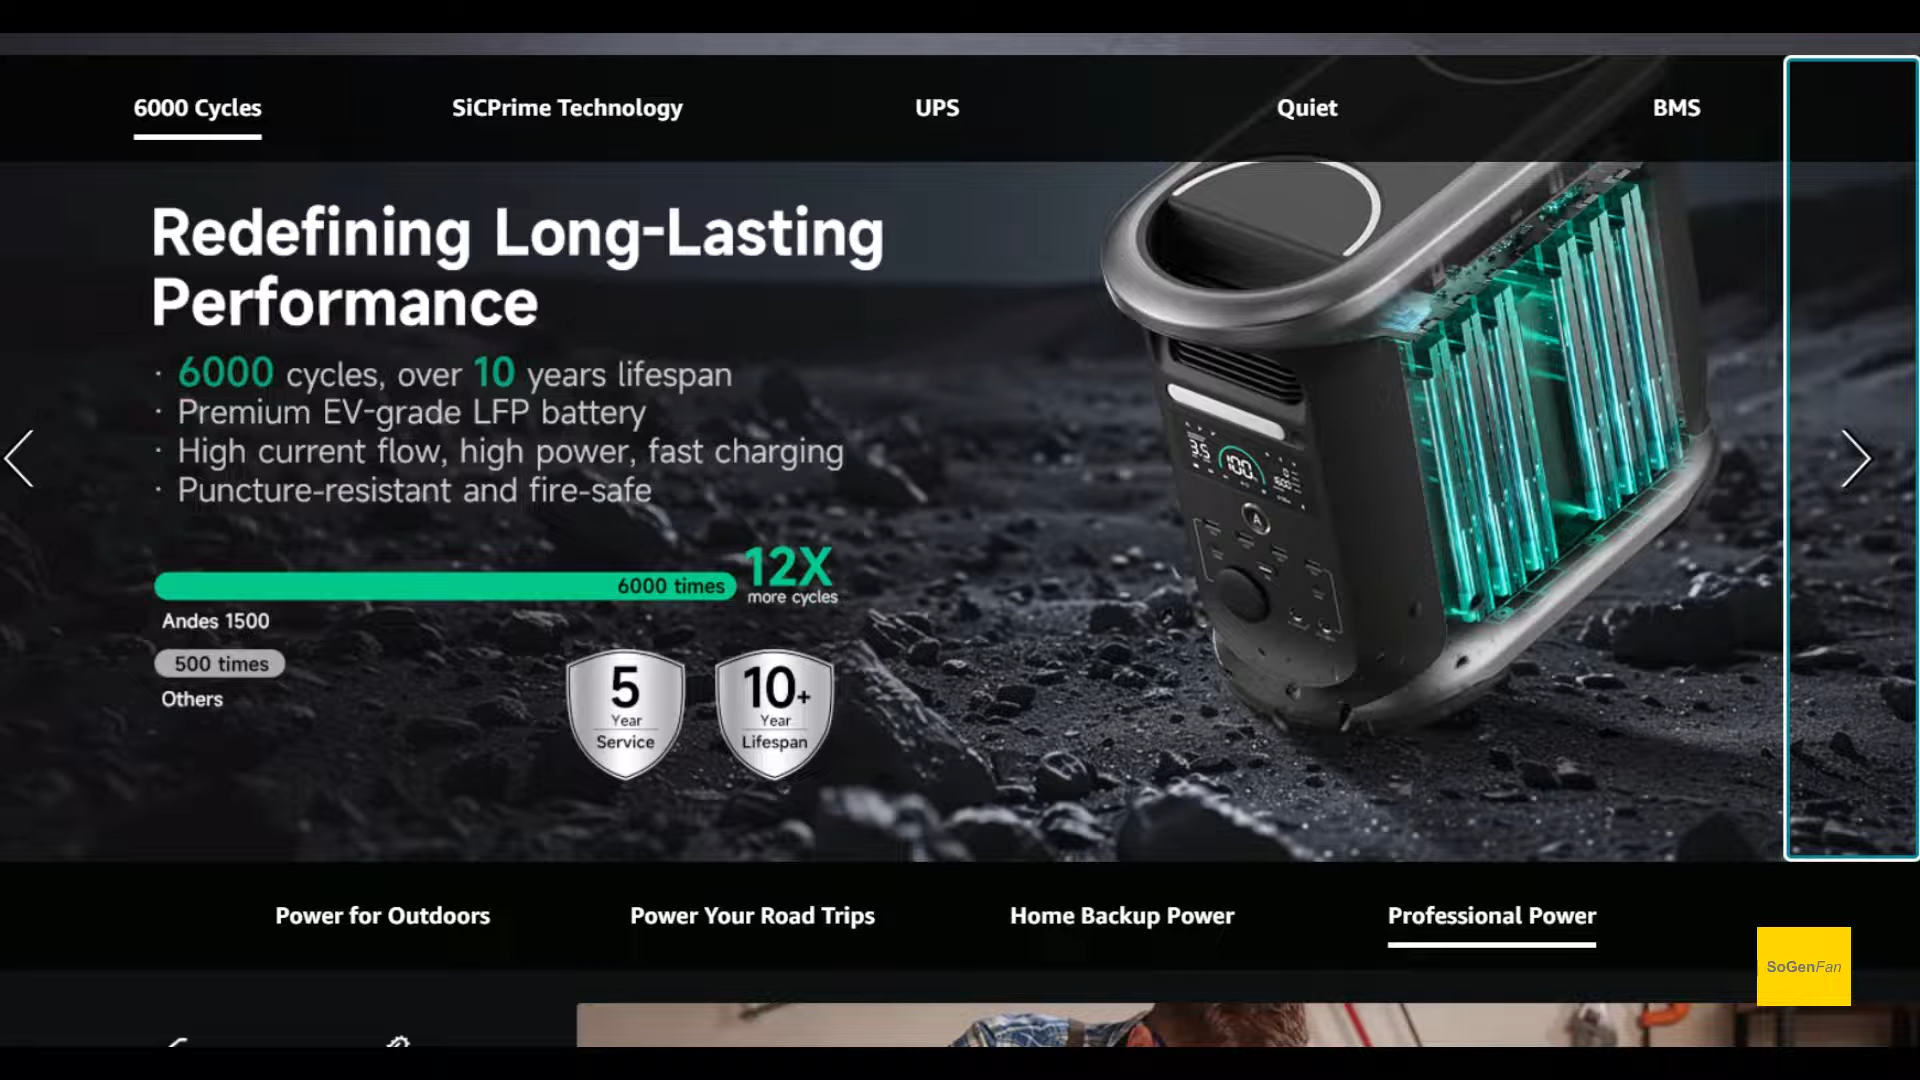 6000 Cycles
SiCPrime Technology
UPS
Quiet
BMS
Redefining Long-Lasting
Performance
· 6000 cycles, over 10 years lifespan
· Premium EV-grade LFP battery
· High current flow, high power, fast charging
· Puncture-resistant and fire-safe
6000 times
12X
more cycles
Andes 1500
500 times
Others
5
Year
Service
10+
Year
Lifespan
100
A
Power for Outdoors
Power Your Road Trips
Home Backup Power
Professional Power
SoGenFan